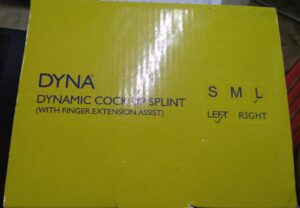 DYNA
DYNAMIC COCK-UP SPLINT
(WITH FINGER EXTENSION ASSIST)
S M L
LEFT RIGHT